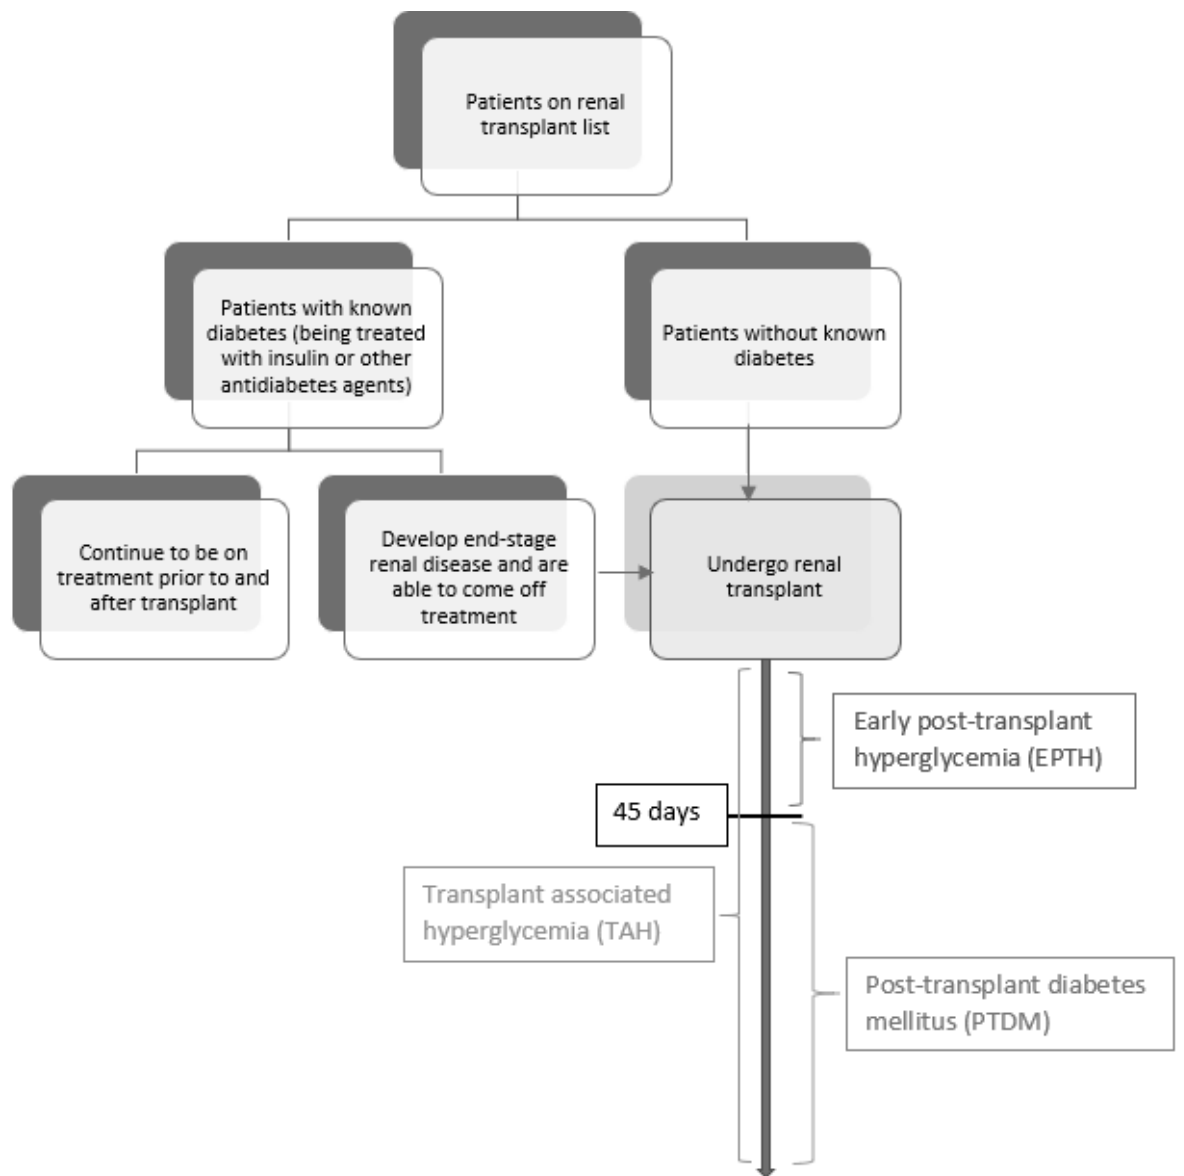 Patients on renal
transplant list
Patients with known
diabetes (being treated
with insulin or other
antidiabetes agents)
Patients without known
diabetes
Continue to be on
treatment prior to and
after transplant
Develop end-stage
renal disease and are
able to come off
treatment
Undergo renal
transplant
Early post-transplant
hyperglycemia (EPTH)
45 days
Transplant associated
hyperglycemia (TAH)
Post-transplant diabetes
mellitus (PTDM)